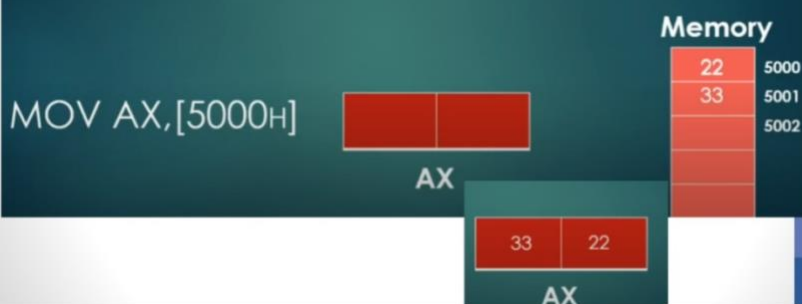 Memory
22 5000
33 5001
MOV AX,[5000H]
5002
AX
33 22
AX